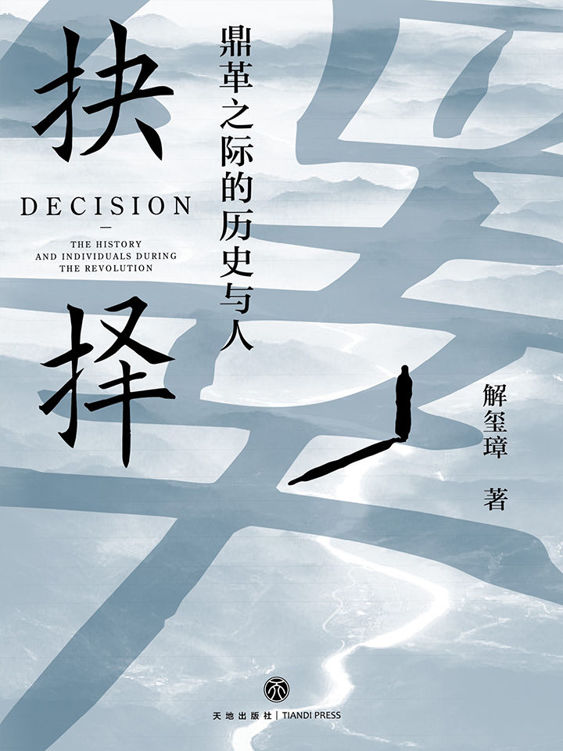 抉择
DECISION
THE HISTORY
AND INDIVIDUALS DURING
THE REVOLUTION
鼎革之际的历史与人
解玺璋 著
天地出版社 | TIANDI PRESS